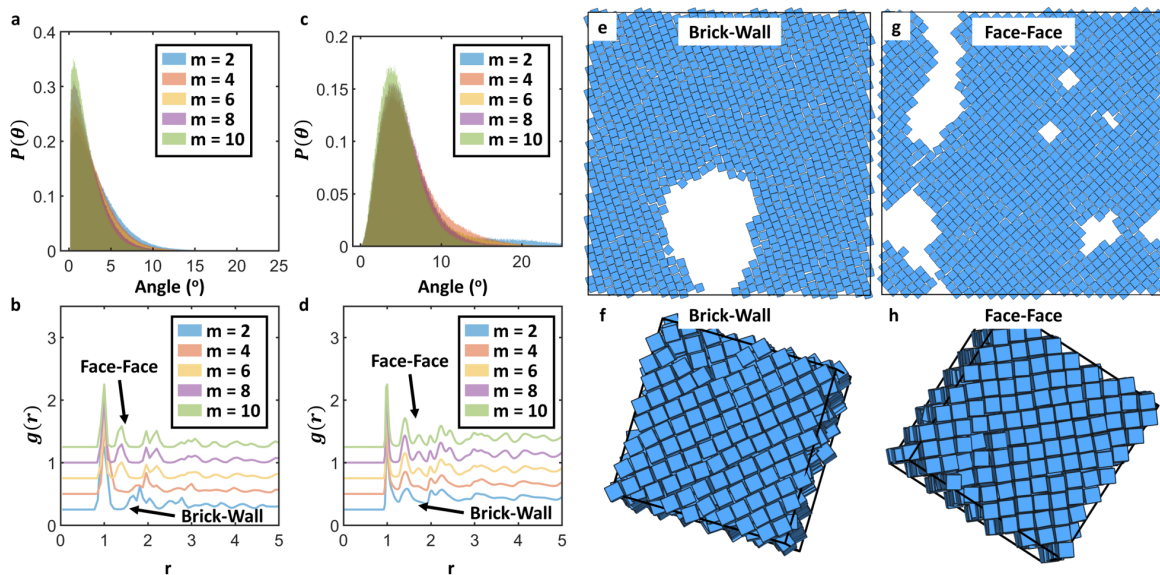 a
0.4
0.3
0.2
0.1
0
P(θ)
m = 2
m = 4
m = 6
m = 8
m = 10
0 5 10 15 20 25
Angle (º)
c
0.2
0.15
0.1
0.05
0
P(θ)
m = 2
m = 4
m = 6
m = 8
m = 10
0 10 20
Angle (º)
e
Brick-Wall
g
Face-Face
b
3
2
1
0
g(r)
m = 2
m = 4
m = 6
m = 8
m = 10
Face-Face
Brick-Wall
0 1 2 3 4 5
r
d
3
2
1
0
g(r)
m = 2
m = 4
m = 6
m = 8
m = 10
Face-Face
Brick-Wall
0 1 2 3 4 5
r
f
Brick-Wall
h
Face-Face